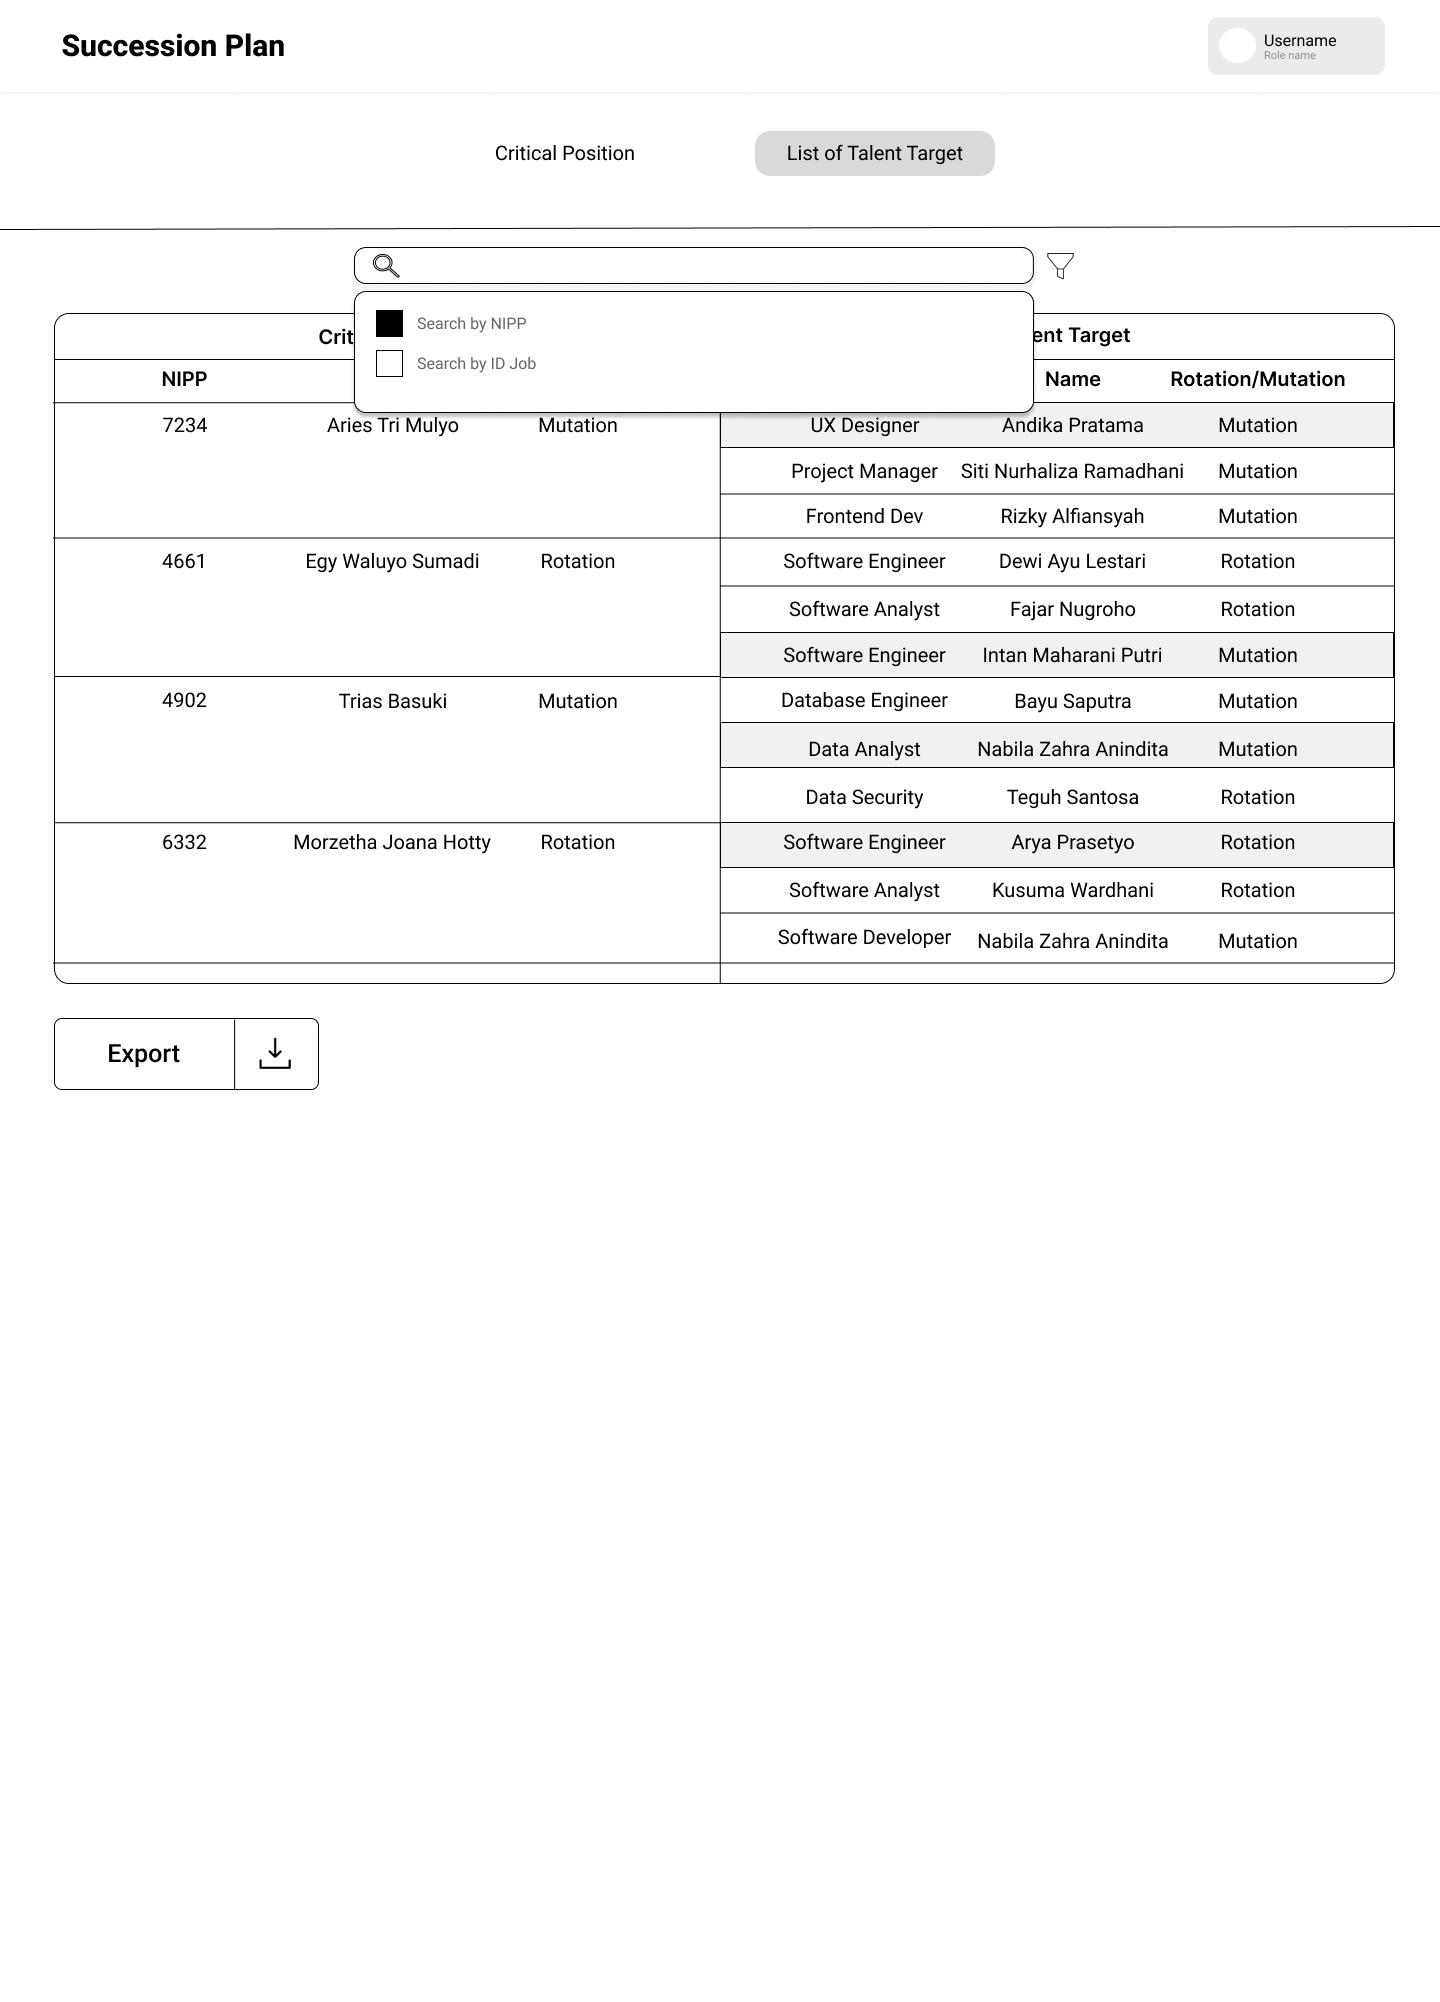 Succession Plan
Username
Role name
Critical Position
List of Talent Target
Search by NIPP
Search by ID Job
Crit
ent Target
NIPP
Name
Rotation/Mutation
7234 Aries Tri Mulyo Mutation UX Designer Andika Pratama Mutation
Project Manager Siti Nurhaliza Ramadhani Mutation
Frontend Dev Rizky Alfiansyah Mutation
4661 Egy Waluyo Sumadi Rotation Software Engineer Dewi Ayu Lestari Rotation
Software Analyst Fajar Nugroho Rotation
Software Engineer Intan Maharani Putri Mutation
4902 Trias Basuki Mutation Database Engineer Bayu Saputra Mutation
Data Analyst Nabila Zahra Anindita Mutation
Data Security Teguh Santosa Rotation
6332 Morzetha Joana Hotty Rotation Software Engineer Arya Prasetyo Rotation
Software Analyst Kusuma Wardhani Rotation
Software Developer Nabila Zahra Anindita Mutation
Export